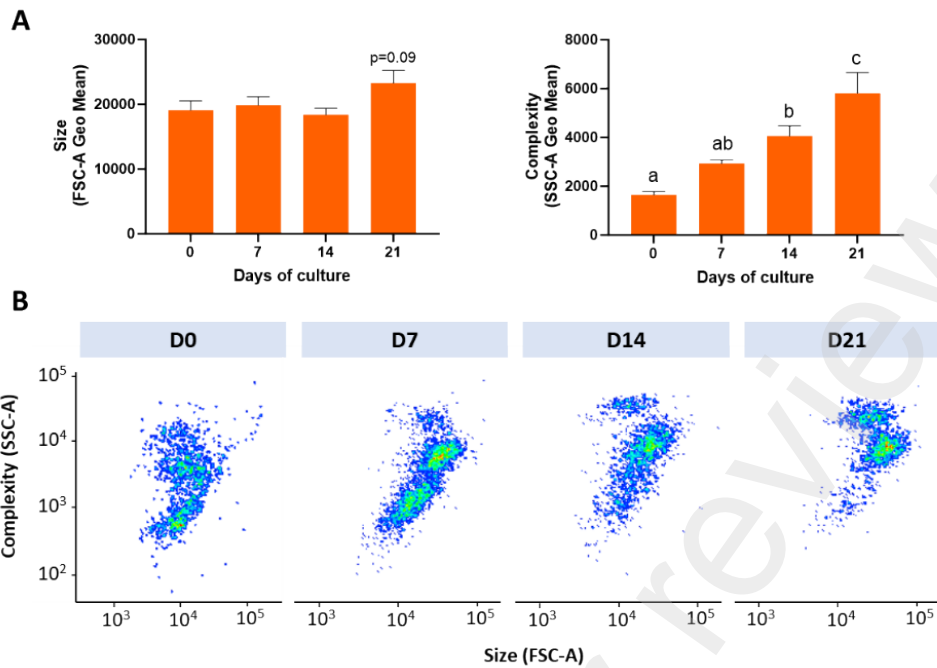 A
30000
20000
10000
0
Size
(FSC-A Geo Mean)
p=0.09
0 7 14 21
Days of culture
8000
6000
4000
2000
0
Complexity
(SSC-A Geo Mean)
a ab b c
0 7 14 21
Days of culture
B
D0 D7 D14 D21
Complexity (SSC-A)
10⁵
10⁴
10³
10²
10³ 10⁴ 10⁵ 10³ 10⁴ 10⁵ 10³ 10⁴ 10⁵ 10³ 10⁴ 10⁵
Size (FSC-A)
r review